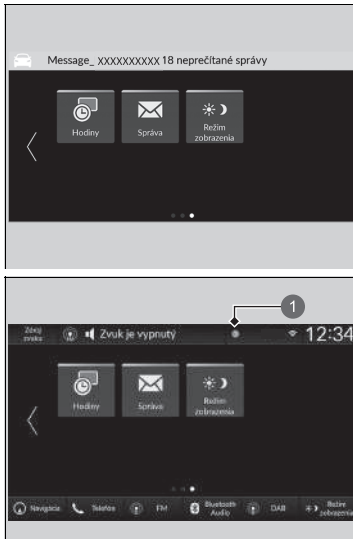 Message_ XXXXXXXXXX 18 neprečítané správy
Hodiny
Správa
Režim
zobrazenia
1
Zdroj
zvuku
Zvuk je vypnutý
12:34
Hodiny
Správa
Režim
zobrazenia
Navigácia
Telefón
FM
Bluetooth
Audio
DAB
Režim
zobrazenia